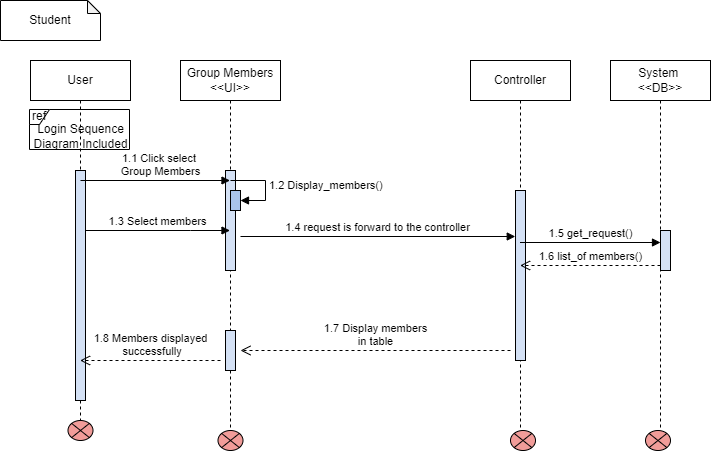 Student
User
Group Members
<<UI>>
Controller
System
<<DB>>
ref
Login Sequence
Diagram Included
1.1 Click select
Group Members
1.2 Display_members()
1.3 Select members
1.4 request is forward to the controller
1.5 get_request()
1.6 list_of members()
1.7 Display members
in table
1.8 Members displayed
successfully